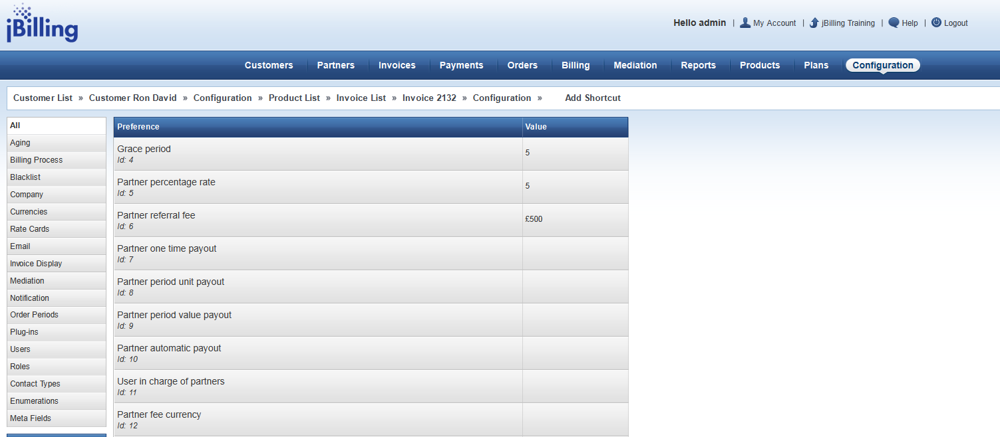 jBilling
Hello admin | My Account | jBilling Training | Help | Logout
Customers Partners Invoices Payments Orders Billing Mediation Reports Products Plans Configuration
Customer List » Customer Ron David » Configuration » Product List » Invoice List » Invoice 2132 » Configuration » Add Shortcut
All
Aging
Billing Process
Blacklist
Company
Currencies
Rate Cards
Email
Invoice Display
Mediation
Notification
Order Periods
Plug-ins
Users
Roles
Contact Types
Enumerations
Meta Fields
Preference Value
Grace period
Id: 4
5
Partner percentage rate
Id: 5
5
Partner referral fee
Id: 6
£500
Partner one time payout
Id: 7
Partner period unit payout
Id: 8
Partner period value payout
Id: 9
Partner automatic payout
Id: 10
User in charge of partners
Id: 11
Partner fee currency
Id: 12